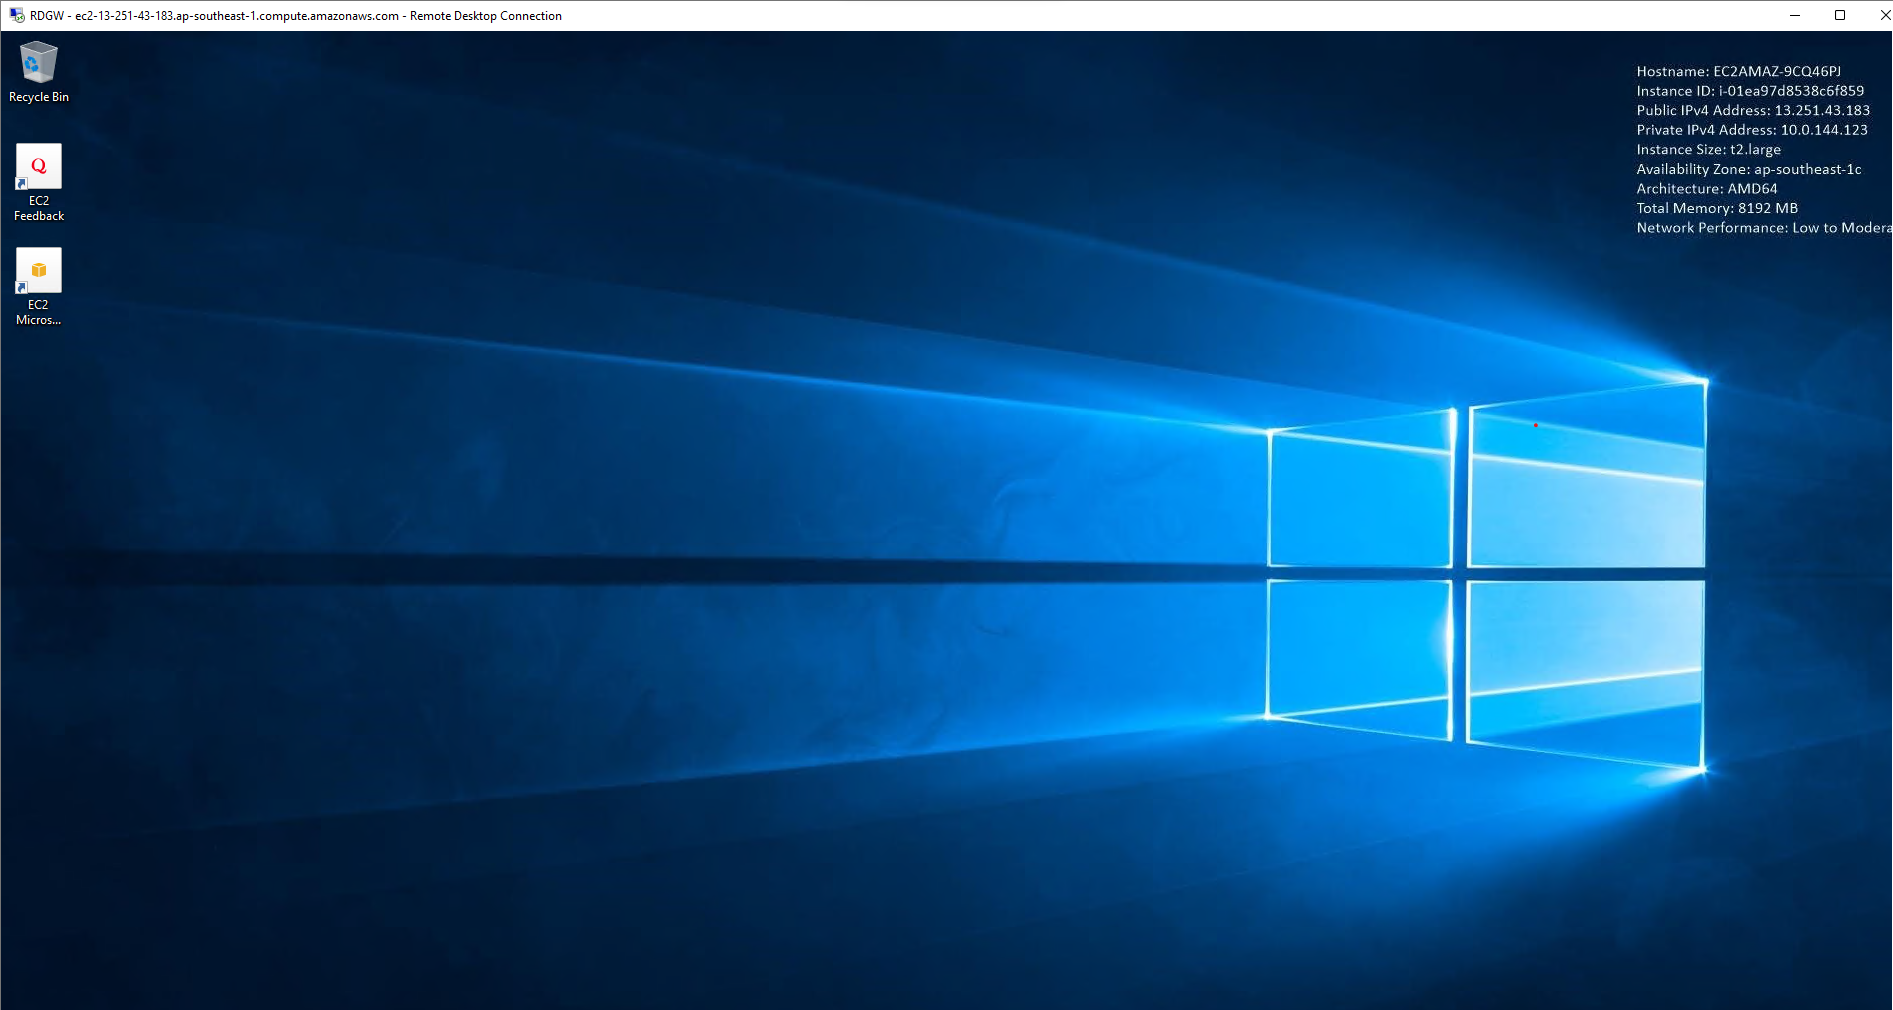 RDGW - ec2-13-251-43-183.ap-southeast-1.compute.amazonaws.com - Remote Desktop Connection
Recycle Bin
Q
EC2
Feedback
EC2
Micros...
Hostname: EC2AMAZ-9CQ46PJ
Instance ID: i-01ea97d8538c6f859
Public IPv4 Address: 13.251.43.183
Private IPv4 Address: 10.0.144.123
Instance Size: t2.large
Availability Zone: ap-southeast-1c
Architecture: AMD64
Total Memory: 8192 MB
Network Performance: Low to Modera